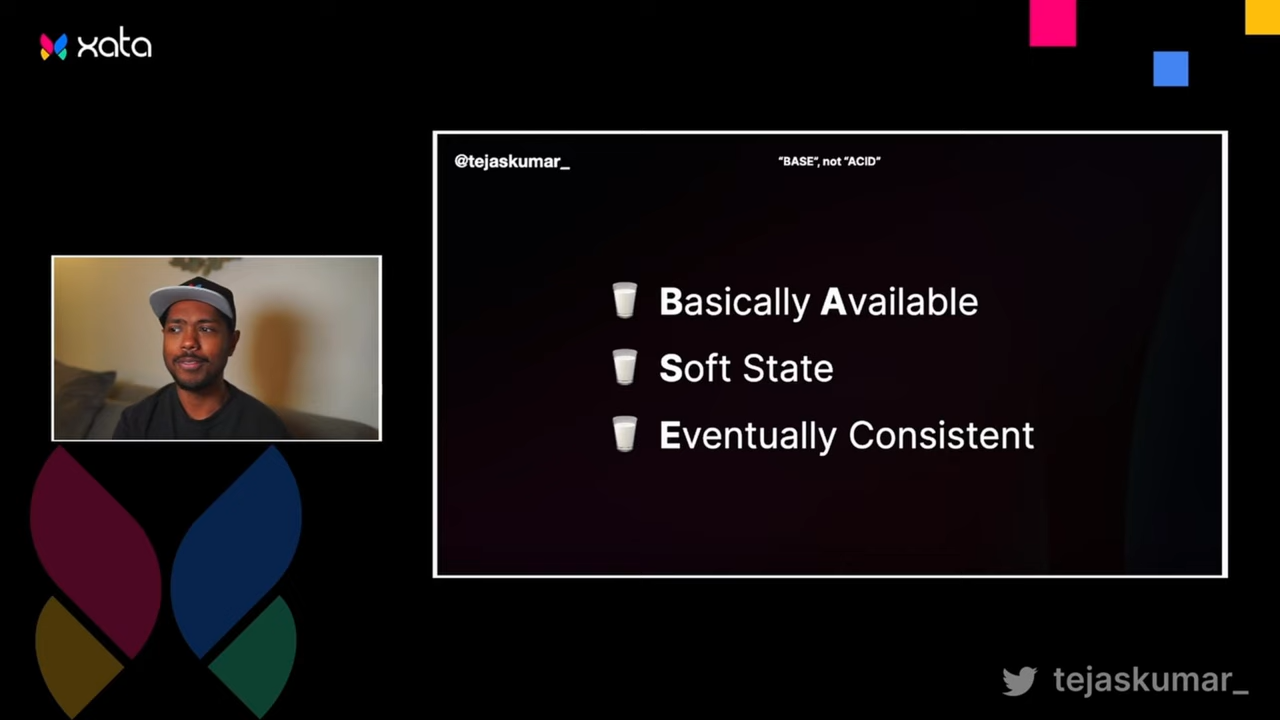 xata
@tejaskumar_
“BASE”, not “ACID”
Basically Available
Soft State
Eventually Consistent
tejaskumar_